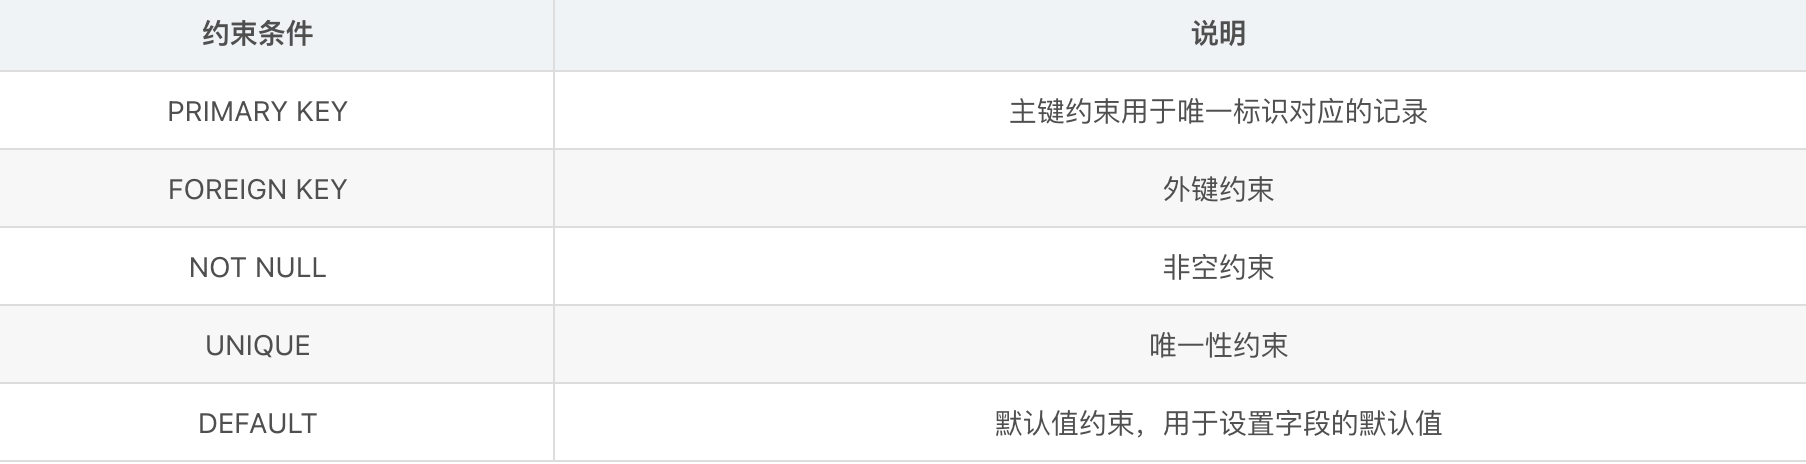 约束条件 说明
PRIMARY KEY 主键约束用于唯一标识对应的记录
FOREIGN KEY 外键约束
NOT NULL 非空约束
UNIQUE 唯一性约束
DEFAULT 默认值约束，用于设置字段的默认值